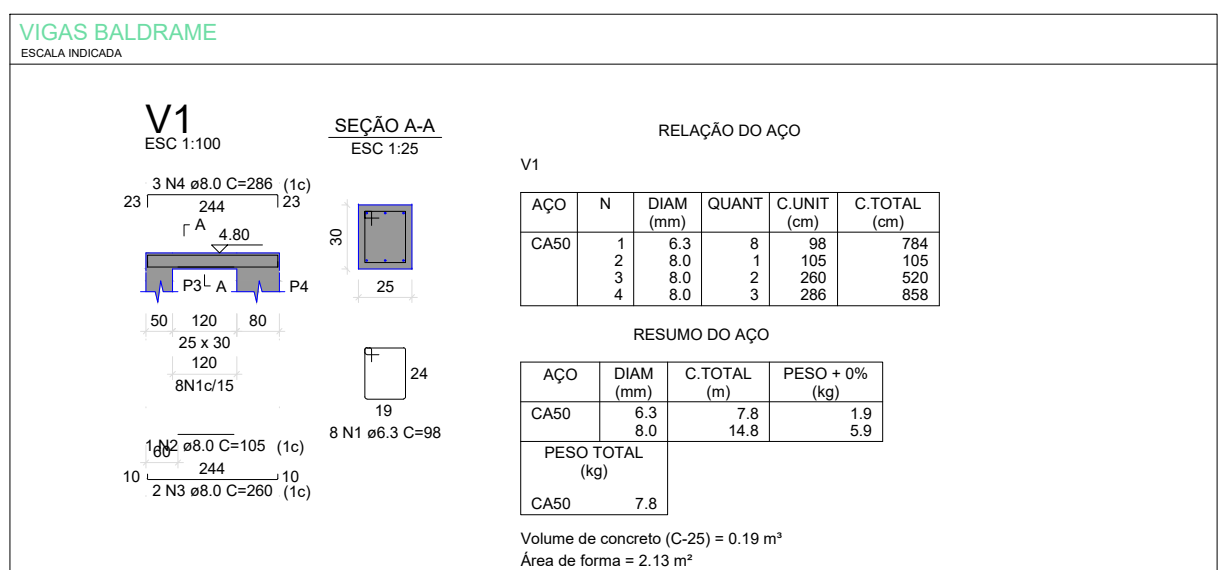 VIGAS BALDRAME
ESCALA INDICADA
V1
ESC 1:100
3 N4 ø8.0 C=286 (1c)
23 244 23
A
4.80
P3 A P4
50 120 80
25 x 30
120
8N1c/15
1 N2 ø8.0 C=105 (1c)
60
10 244 10
2 N3 ø8.0 C=260 (1c)
SEÇÃO A-A
ESC 1:25
30
25
24
19
8 N1 ø6.3 C=98
RELAÇÃO DO AÇO
V1
AÇO N DIAM QUANT C.UNIT C.TOTAL
(mm) (cm) (cm)
CA50 1 6.3 8 98 784
2 8.0 1 105 105
3 8.0 2 260 520
4 8.0 3 286 858
RESUMO DO AÇO
AÇO DIAM C.TOTAL PESO + 0%
(mm) (m) (kg)
CA50 6.3 7.8 1.9
8.0 14.8 5.9
PESO TOTAL
(kg)
CA50 7.8
Volume de concreto (C-25) = 0.19 m³
Área de forma = 2.13 m²